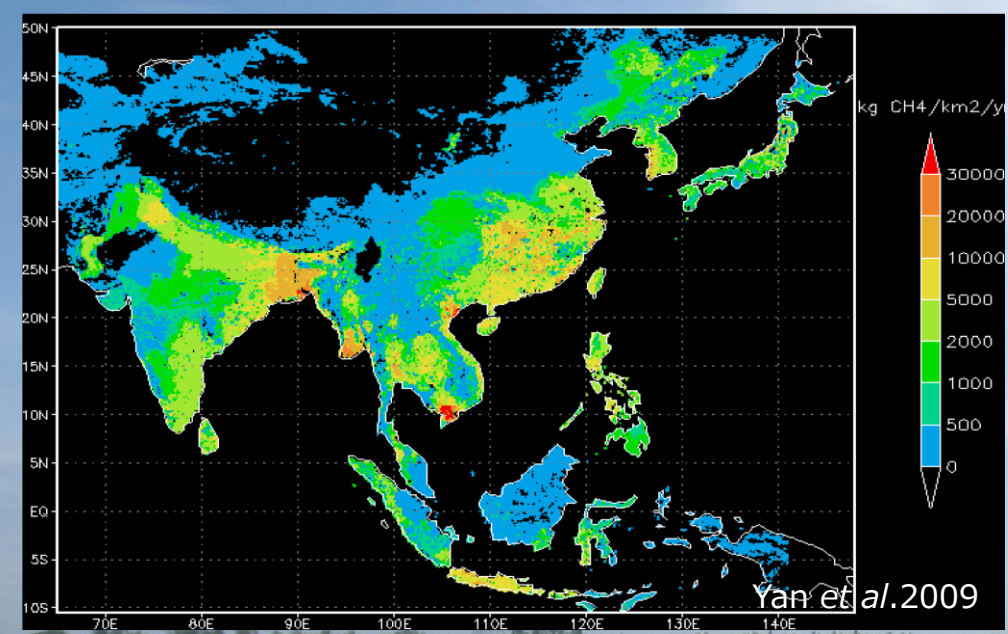 50N
45N
40N
35N
30N
25N
20N
15N
10N
5N
EQ
5S
10S
70E 80E 90E 100E 110E 120E 130E 140E
kg CH4/km2/yr
30000
20000
10000
5000
2000
1000
500
0
Yan et al.2009